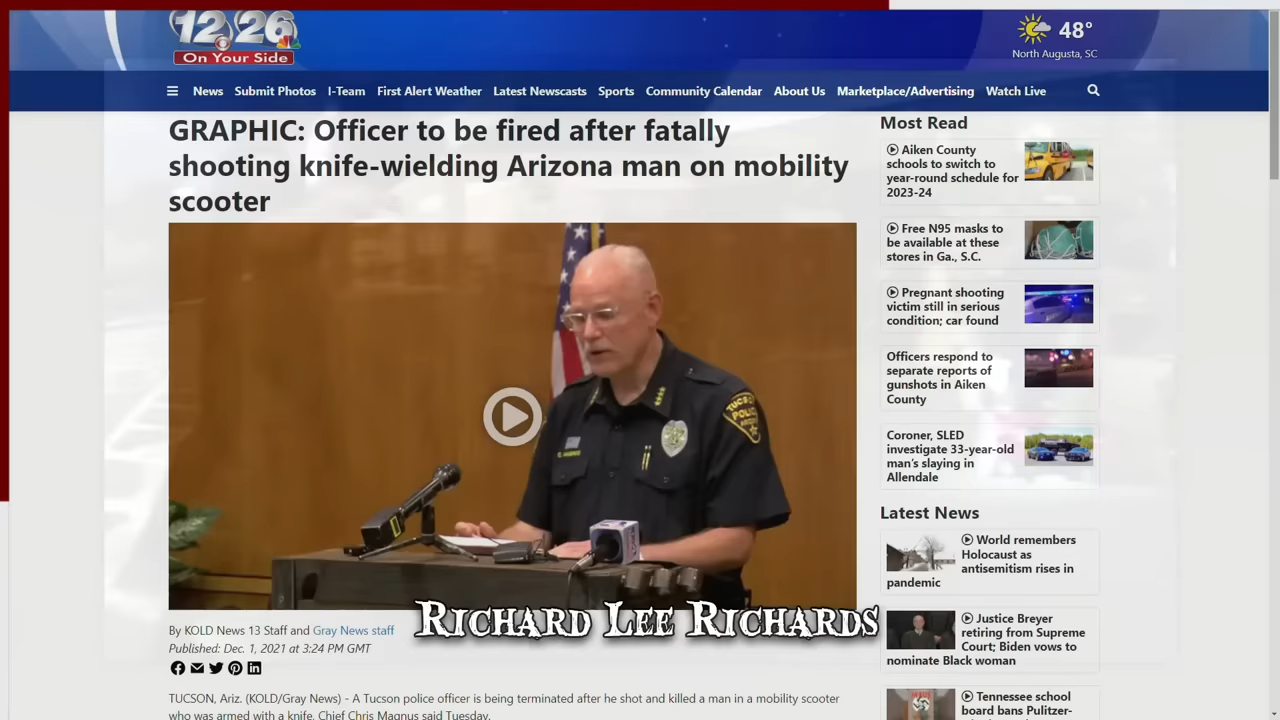 12 26
On Your Side
48°
North Augusta, SC
News Submit Photos I-Team First Alert Weather Latest Newscasts Sports Community Calendar About Us Marketplace/Advertising Watch Live
GRAPHIC: Officer to be fired after fatally
shooting knife-wielding Arizona man on mobility
scooter
TUCSON
POLICE
RICHARD LEE RICHARDS
By KOLD News 13 Staff and Gray News staff
Published: Dec. 1, 2021 at 3:24 PM GMT
TUCSON, Ariz. (KOLD/Gray News) - A Tucson police officer is being terminated after he shot and killed a man in a mobility scooter
who was armed with a knife, Chief Chris Magnus said Tuesday.
Most Read
Aiken County
schools to switch to
year-round schedule for
2023-24
Free N95 masks to
be available at these
stores in Ga., S.C.
Pregnant shooting
victim still in serious
condition; car found
Officers respond to
separate reports of
gunshots in Aiken
County
Coroner, SLED
investigate 33-year-old
man's slaying in
Allendale
Latest News
World remembers
Holocaust as
antisemitism rises in
pandemic
Justice Breyer
retiring from Supreme
Court; Biden vows to
nominate Black woman
Tennessee school
board bans Pulitzer-